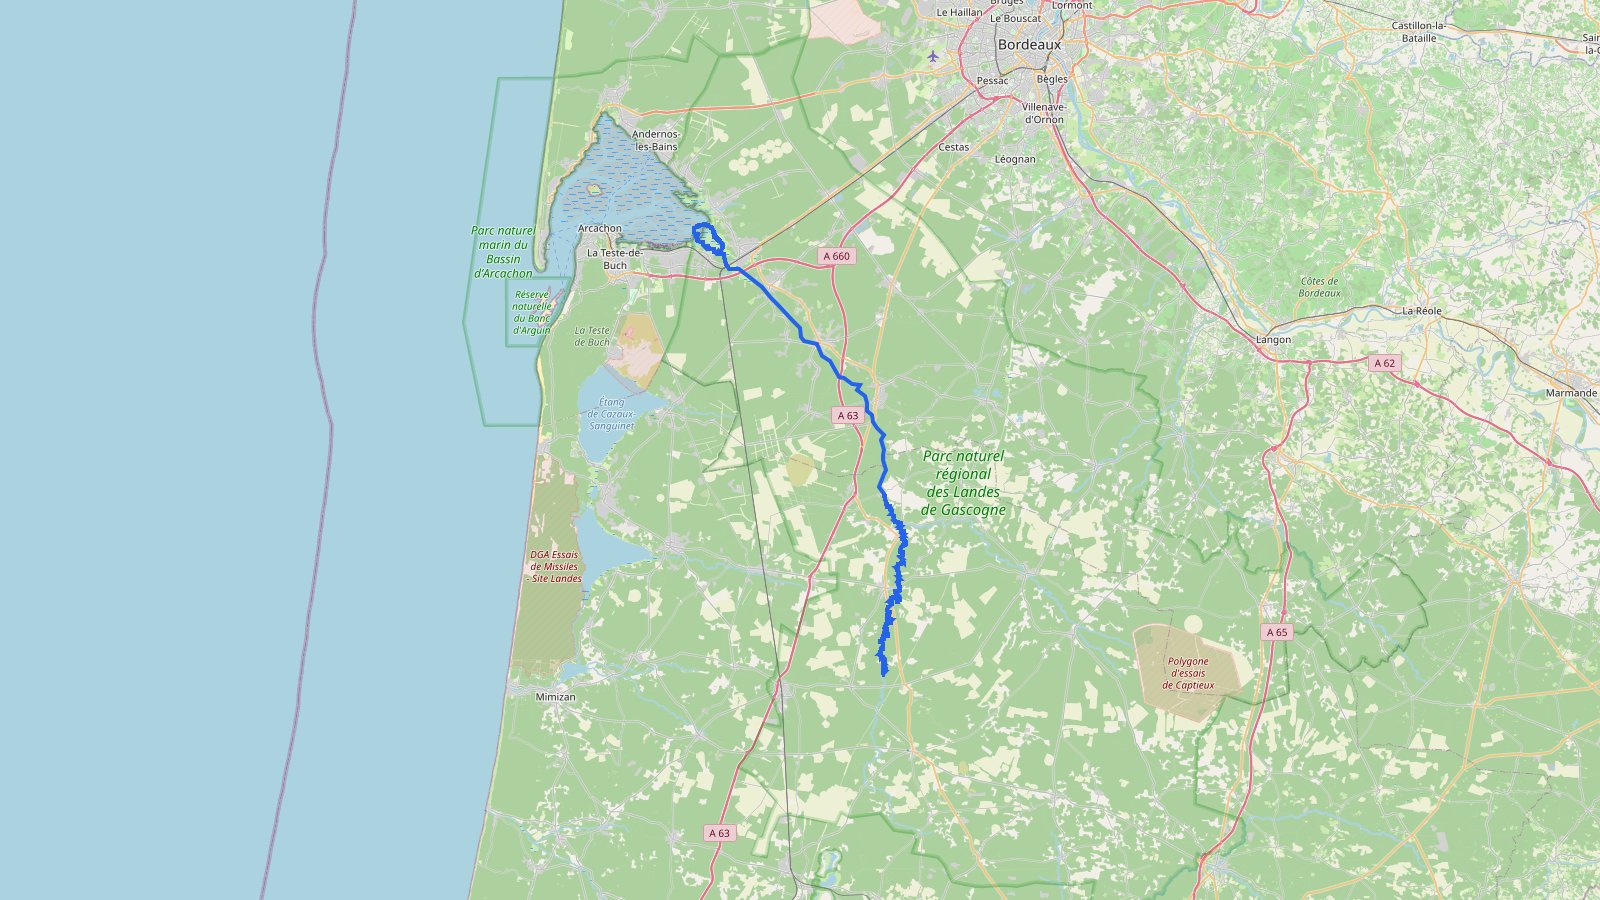 Bruges
Le Haillan
Le Bouscat
Lormont
Bordeaux
Castillon-la-
Bataille
Pessac
Bègles
Villenave-
d'Ornon
Andernos-
les-Bains
Cestas
Léognan
Parc naturel
marin du
Bassin
d'Arcachon
Arcachon
La Teste-de-
Buch
A 660
Réserve
naturelle
du Banc
d'Arguin
La Teste
de Buch
Côtes de
Bordeaux
La Réole
Langon
A 62
Marmande
Étang
de Cazaux-
Sanguinet
A 63
Parc naturel
régional
des Landes
de Gascogne
DGA Essais
de Missiles
- Site Landes
A 65
Polygone
d'essais
de Captieux
Mimizan
A 63